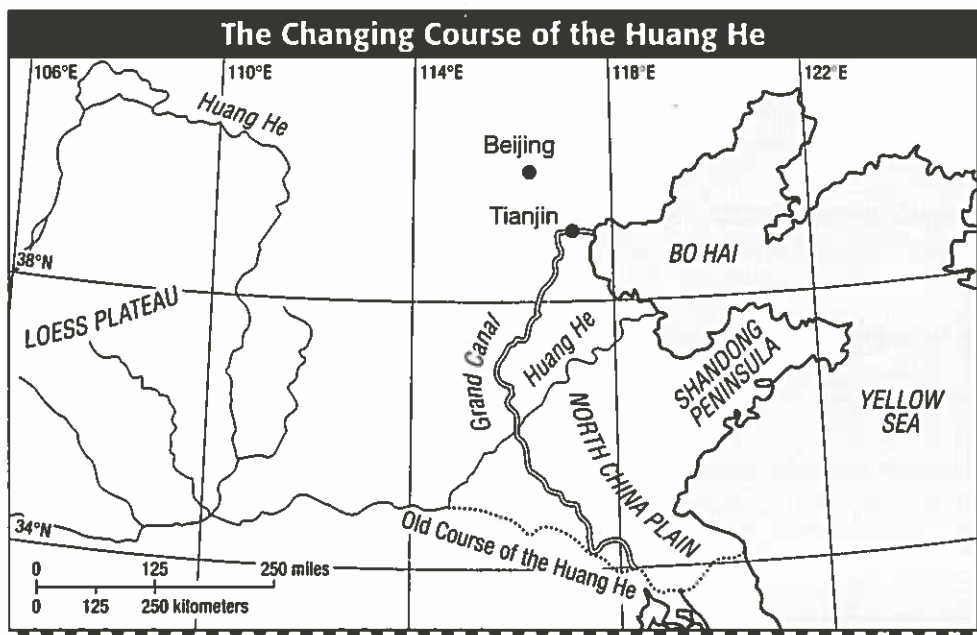 The Changing Course of the Huang He
106°E
110°E
114°E
118°E
122°E
Huang He
Beijing
Tianjin
BO HAI
38°N
LOESS PLATEAU
Grand Canal
Huang He
SHANDONG
PENINSULA
YELLOW
SEA
NORTH CHINA PLAIN
34°N
Old Course of the Huang He
0 125 250 miles
0 125 250 kilometers